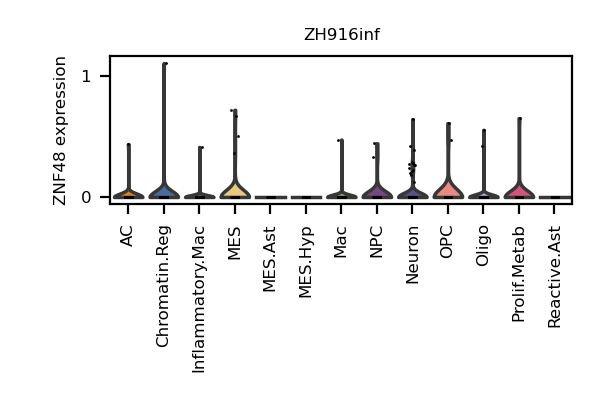 ZH916inf
ZNF48 expression
1
0
AC
Chromatin.Reg
Inflammatory.Mac
MES
MES.Ast
MES.Hyp
Mac
NPC
Neuron
OPC
Oligo
Prolif.Metab
Reactive.Ast